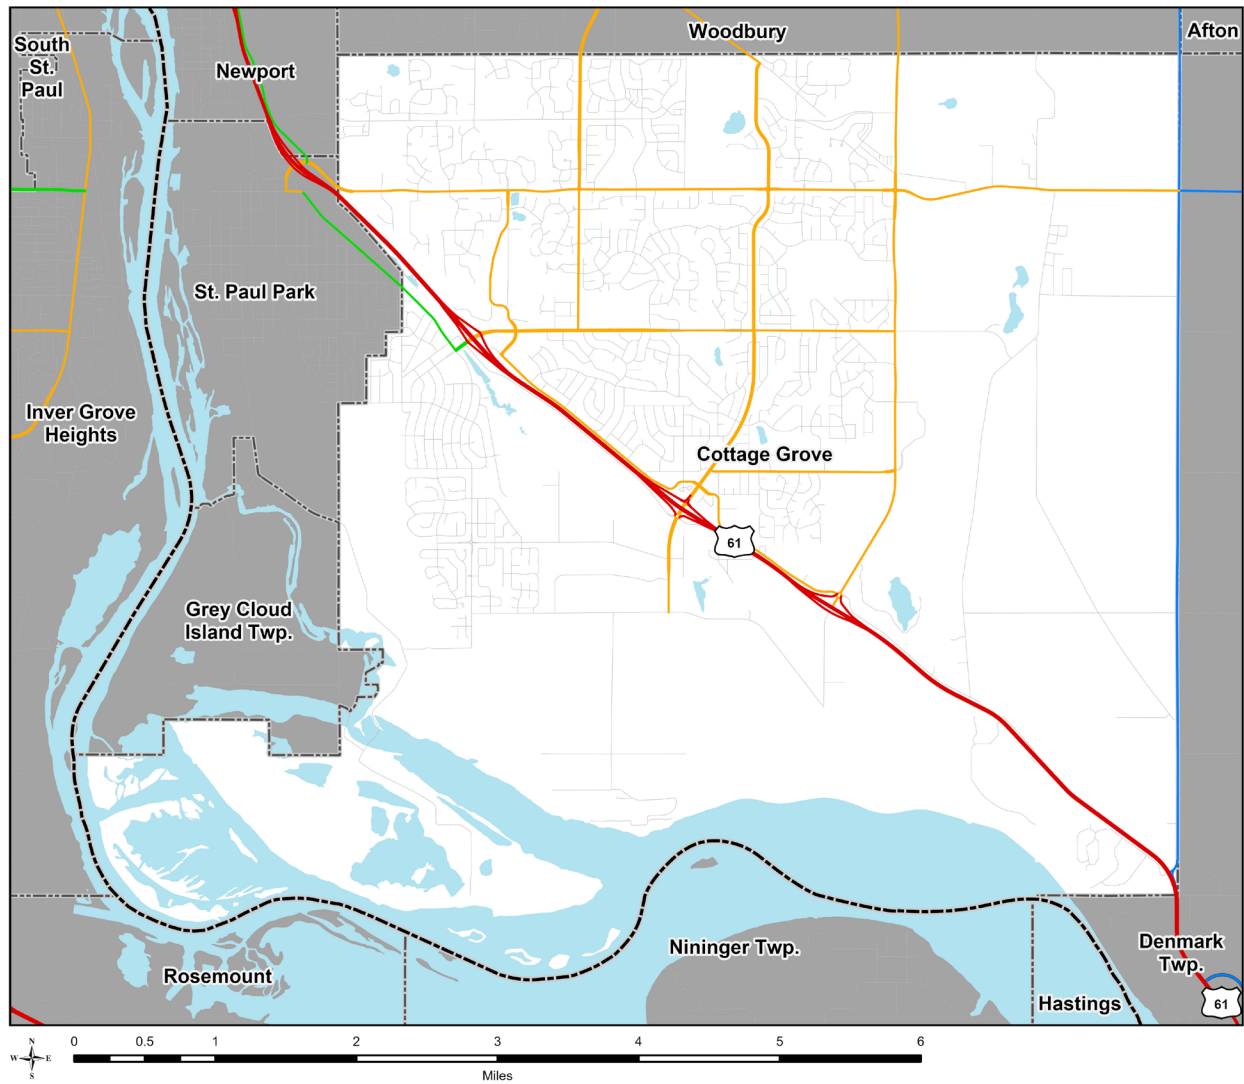 Woodbury
Afton
South
St.
Paul
Newport
St. Paul Park
Inver Grove
Heights
Cottage Grove
61
Grey Cloud
Island Twp.
Nininger Twp.
Denmark
Twp.
Rosemount
Hastings
61
N
W E
S
0 0.5 1 2 3 4 5 6
Miles